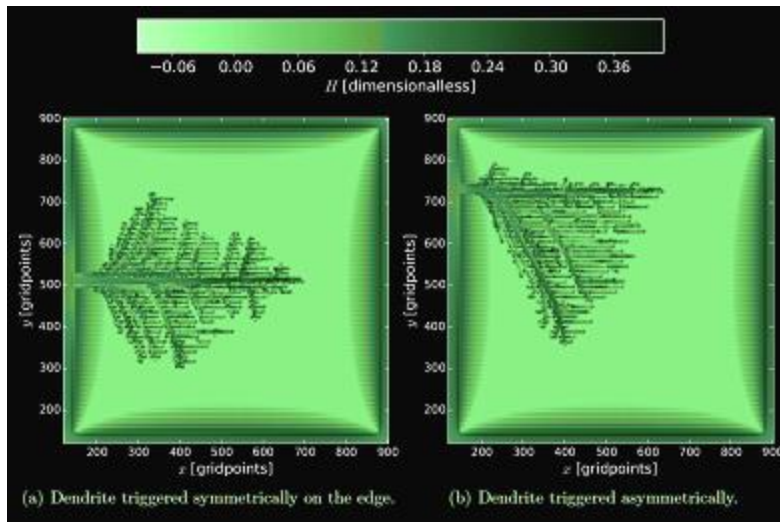 −0.06 0.00 0.06 0.12 0.18 0.24 0.30 0.36
H [dimensionalless]
900
800
700
600
500
400
300
200
y [gridpoints]
200 300 400 500 600 700 800 900
x [gridpoints]
900
800
700
600
500
400
300
200
y [gridpoints]
200 300 400 500 600 700 800 900
x [gridpoints]
(a) Dendrite triggered symmetrically on the edge.
(b) Dendrite triggered asymmetrically.